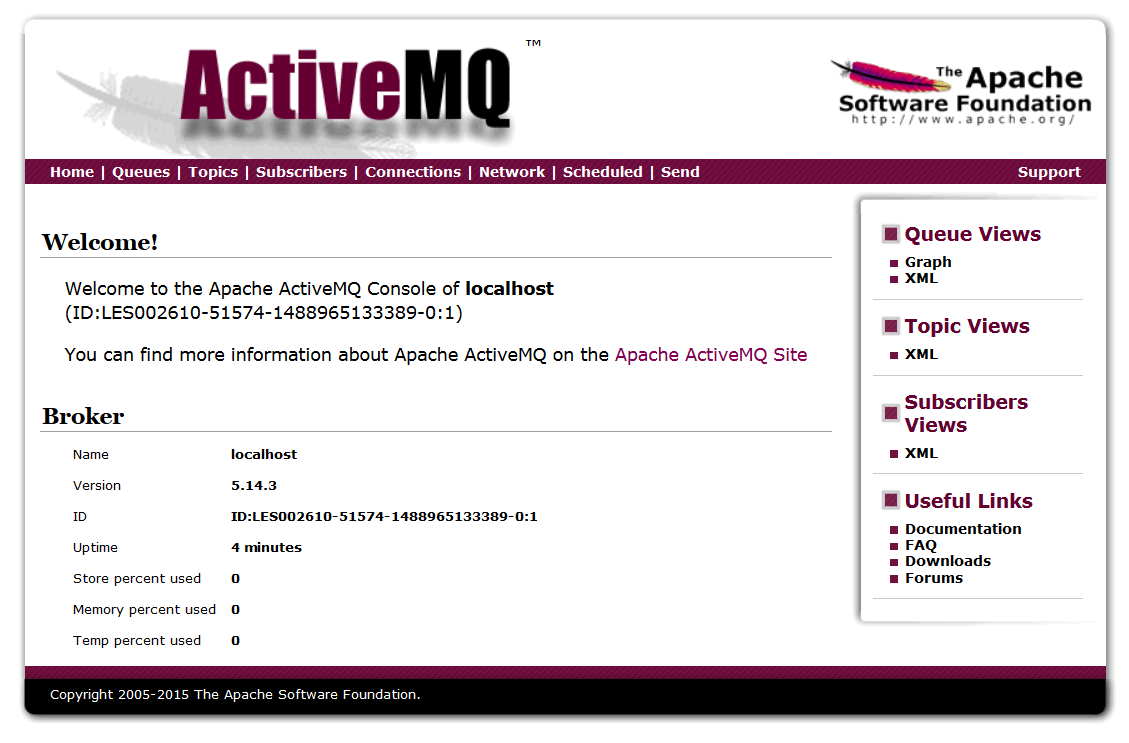 ActiveMQ™
The Apache
Software Foundation
http://www.apache.org/
Home | Queues | Topics | Subscribers | Connections | Network | Scheduled | Send
Support
Welcome!
Welcome to the Apache ActiveMQ Console of localhost
(ID:LES002610-51574-1488965133389-0:1)
You can find more information about Apache ActiveMQ on the Apache ActiveMQ Site
Broker
Name localhost
Version 5.14.3
ID ID:LES002610-51574-1488965133389-0:1
Uptime 4 minutes
Store percent used 0
Memory percent used 0
Temp percent used 0
Queue Views
Graph
XML
Topic Views
XML
Subscribers
Views
XML
Useful Links
Documentation
FAQ
Downloads
Forums
Copyright 2005-2015 The Apache Software Foundation.